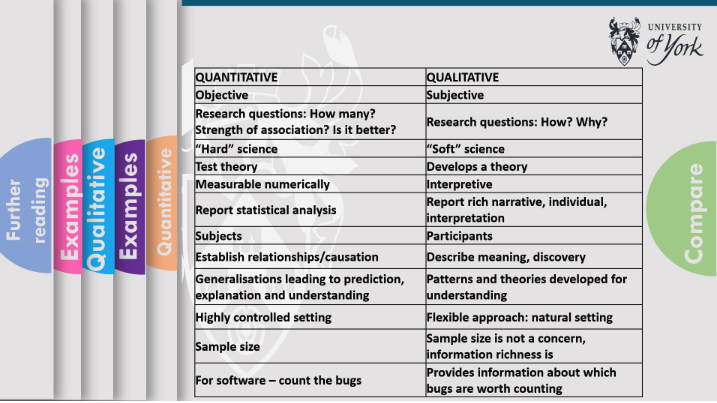 UNIVERSITY
of York
Further
reading
Examples
Qualitative
Examples
Quantitative
QUANTITATIVE
QUALITATIVE
Objective
Subjective
Research questions: How many?
Strength of association? Is it better?
Research questions: How? Why?
“Hard” science
“Soft” science
Test theory
Develops a theory
Measurable numerically
Interpretive
Report statistical analysis
Report rich narrative, individual,
interpretation
Subjects
Participants
Establish relationships/causation
Describe meaning, discovery
Generalisations leading to prediction,
explanation and understanding
Patterns and theories developed for
understanding
Highly controlled setting
Flexible approach: natural setting
Sample size
Sample size is not a concern,
information richness is
For software – count the bugs
Provides information about which
bugs are worth counting
Compare